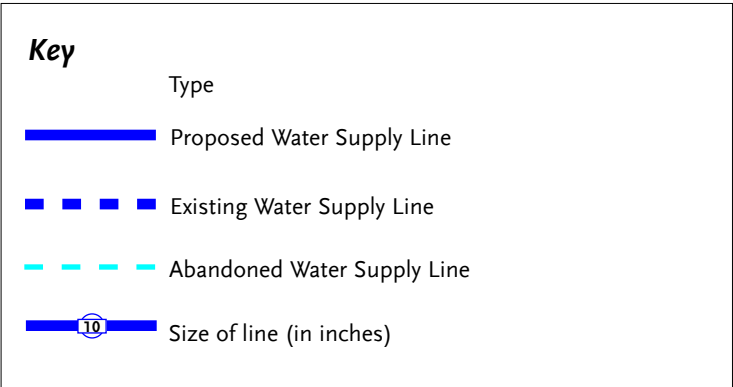 Key
Type
Proposed Water Supply Line
Existing Water Supply Line
Abandoned Water Supply Line
10
Size of line (in inches)